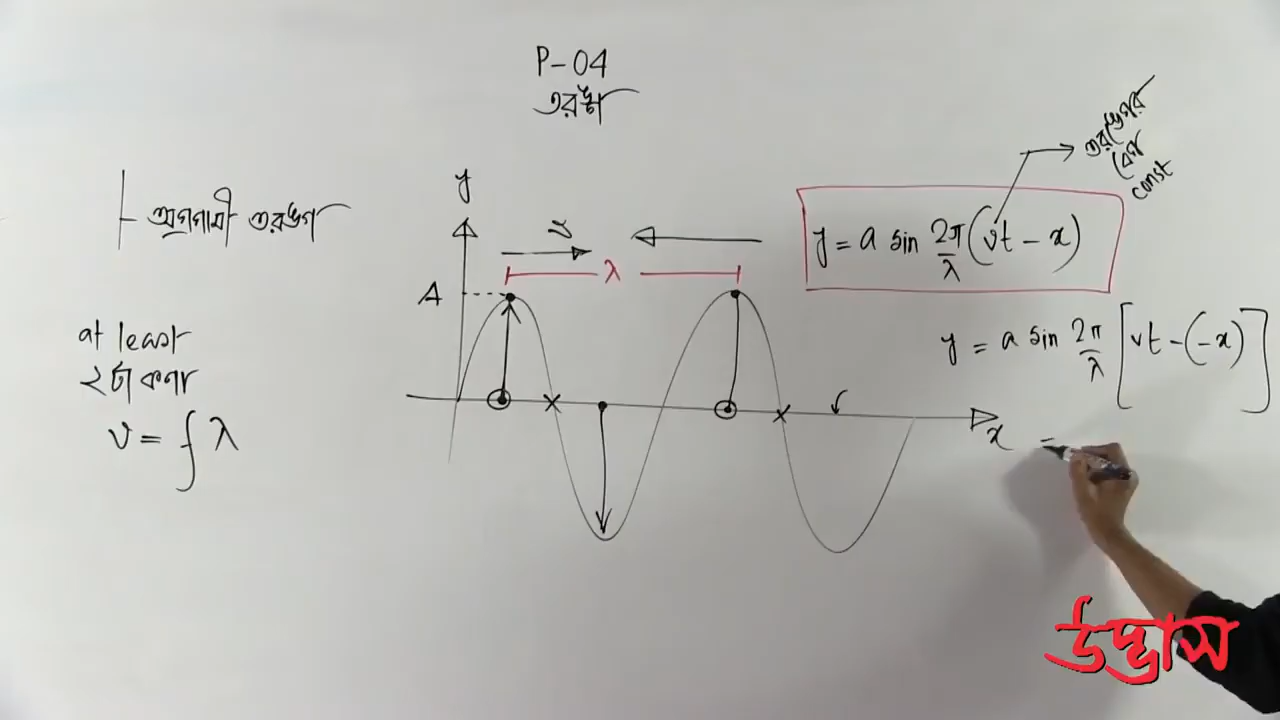 P-04
তরঙ্গ
অগ্রগামী তরঙ্গ
at least
২টা কণা
v = f λ
y
A
v
λ
x
y = a sin 2π/λ (vt - x)
তরঙ্গের
বেগ
const
y = a sin 2π/λ [vt - (-x)]
=
উদ্ভাস